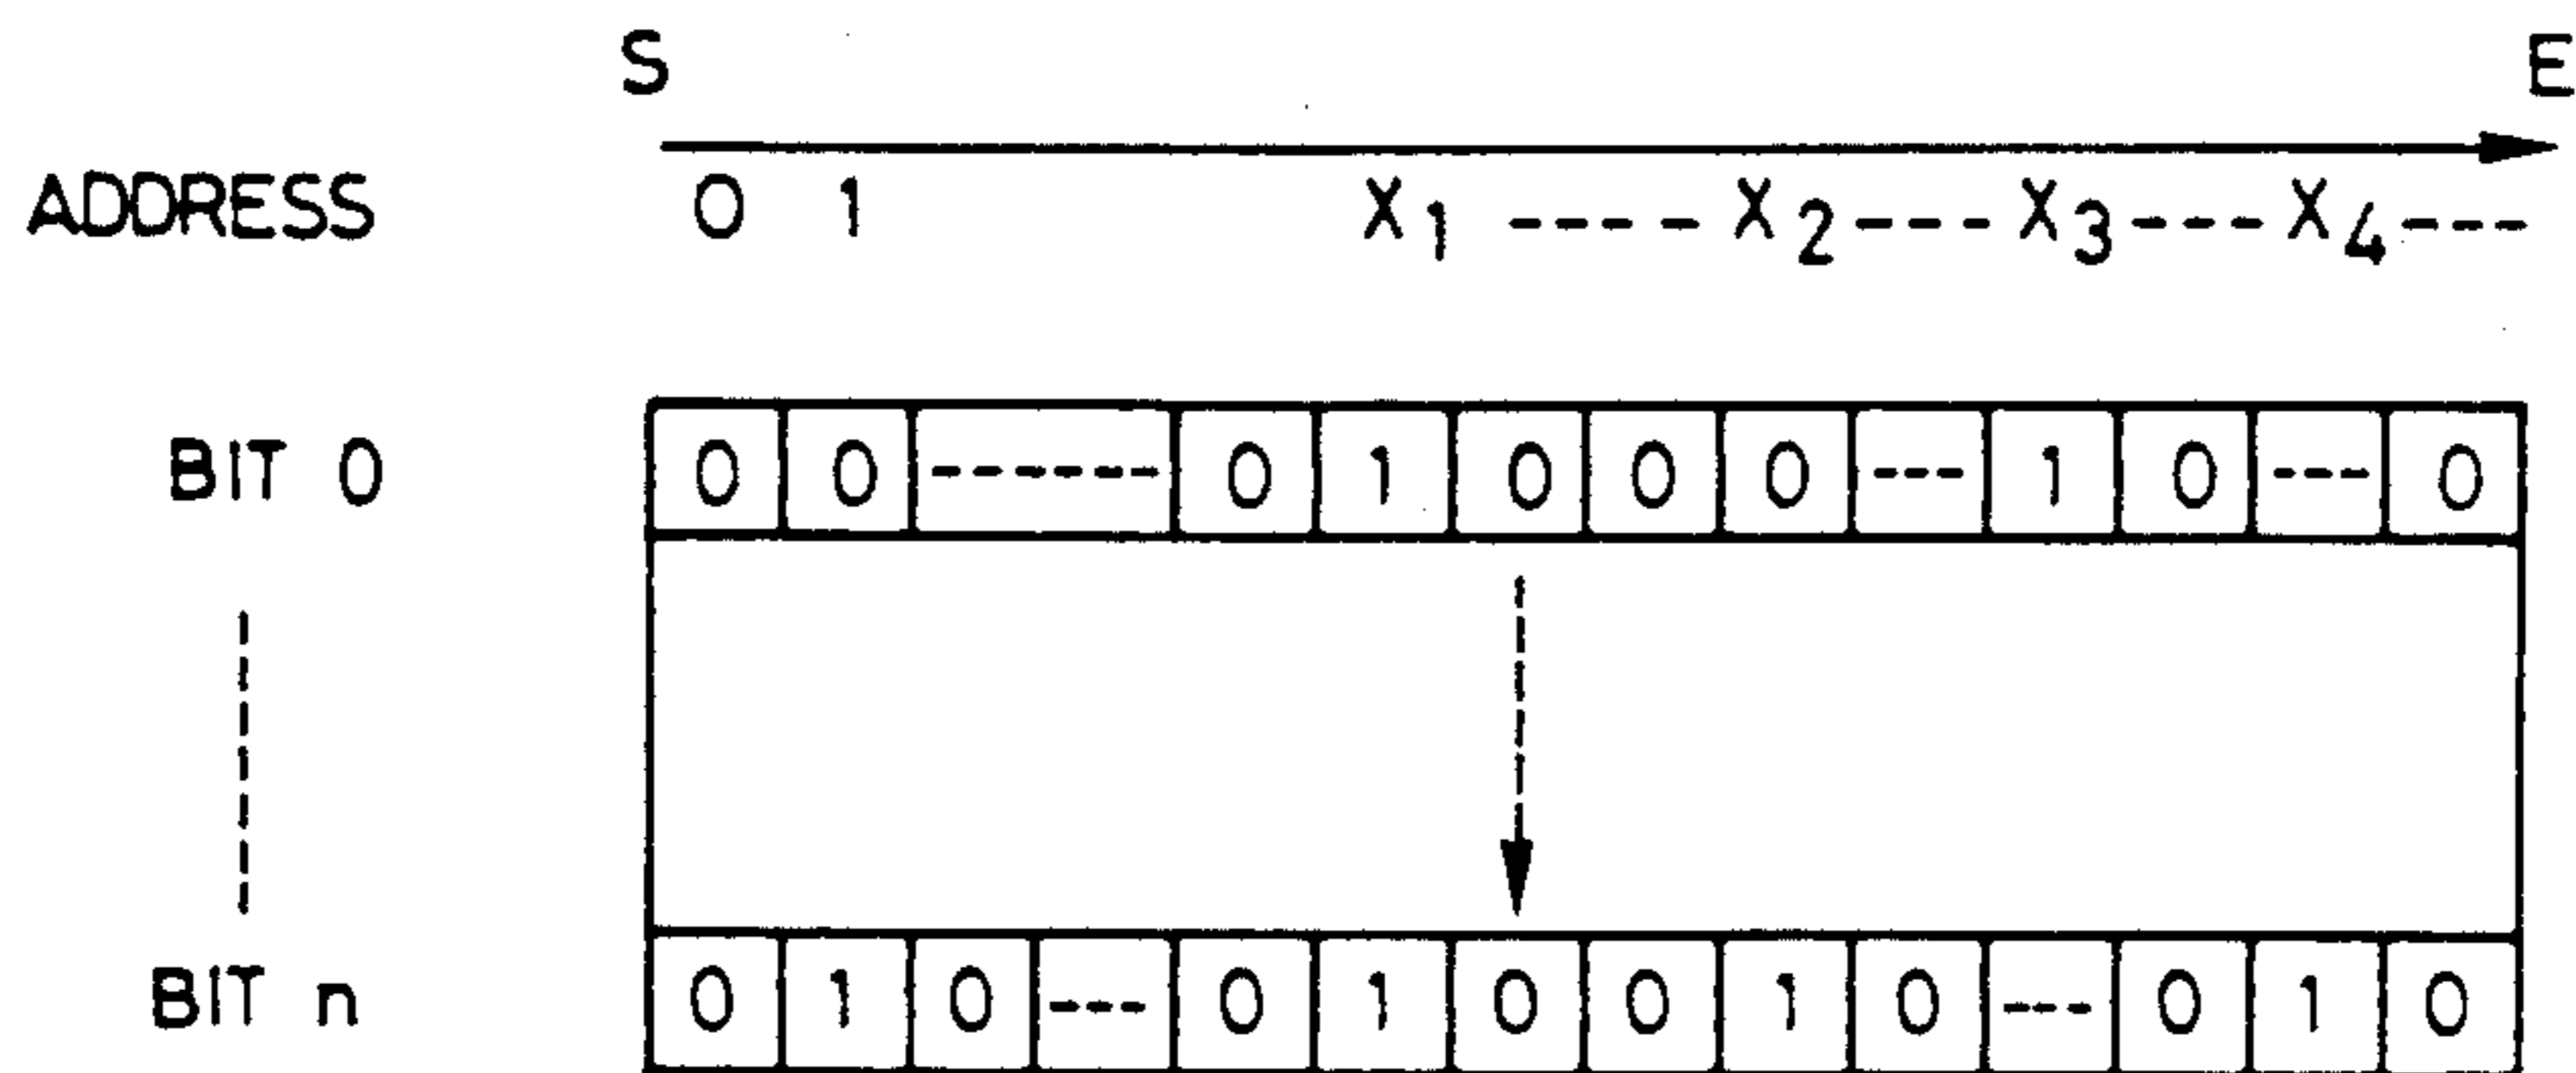 S E
ADDRESS 0 1 X1 ---- X2 --- X3 --- X4 ---
BIT 0 0 0 ------ 0 1 0 0 0 --- 1 0 --- 0
BIT n 0 1 0 --- 0 1 0 0 1 0 --- 0 1 0